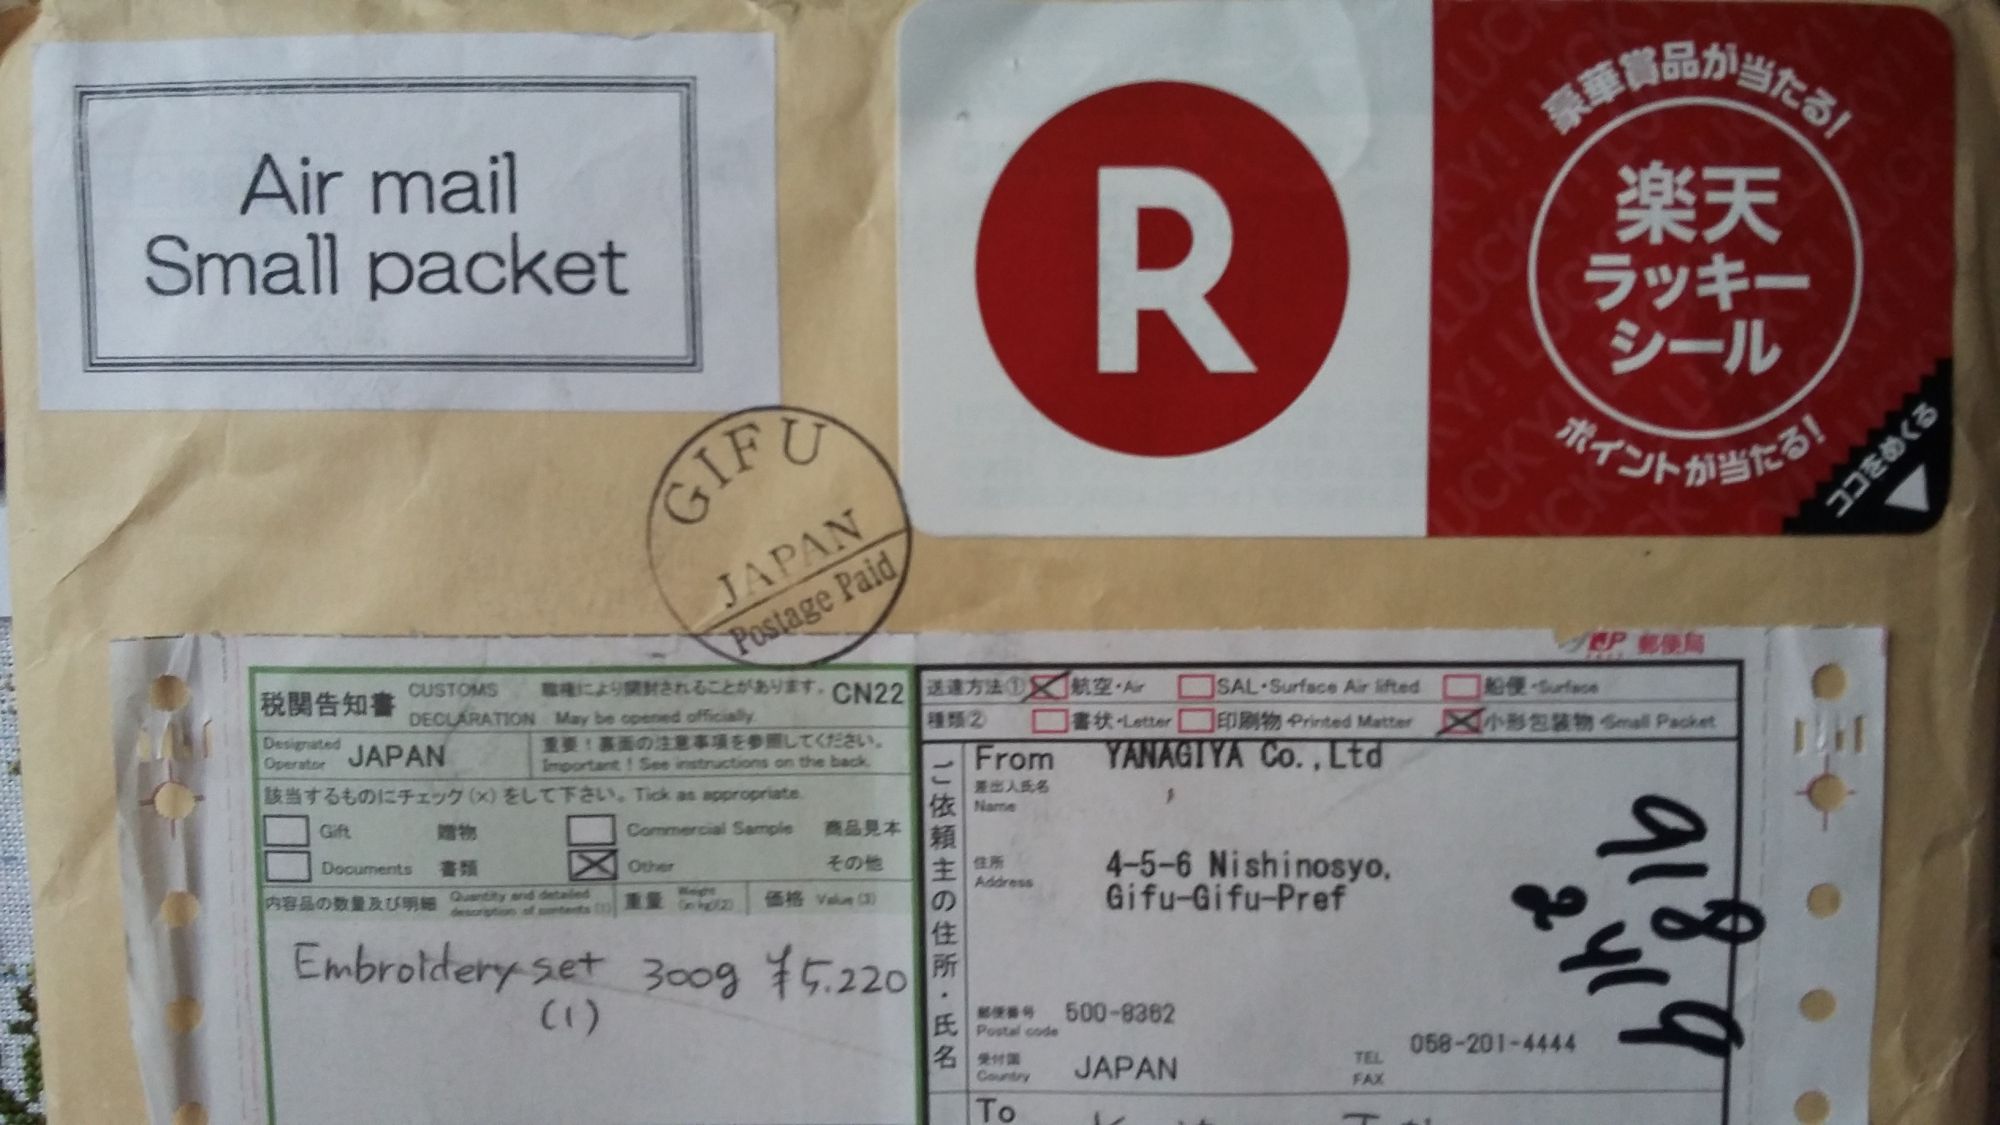 Air mail
Small packet
R
豪華賞品が当たる!
楽天
ラッキー
シール
ポイントが当たる!
ココをめくる
GIFU
JAPAN
Postage Paid
郵便局
税関告知書 CUSTOMS DECLARATION 職権により開封されることがあります。 May be opened officially. CN22
Designated Operator JAPAN 重要！裏面の注意事項を参照してください。
Important ! See instructions on the back.
該当するものにチェック (×) をして下さい。 Tick as appropriate.
Gift 贈物 Commercial Sample 商品見本
Documents 書類 Other その他
内容品の数量及び明細 Quantity and detailed description of contents (1) 重量 Weight (in kg)(2) 価格 Value (3)
Embroidery set 300g ¥5.220
(1)
送達方法① 航空・Air SAL・Surface Air lifted 船便・Surface
種類② 書状・Letter 印刷物・Printed Matter 小形包装物・Small Packet
ご依頼主の住所・氏名
From YANAGIYA Co.,Ltd
差出人氏名
Name
住所 4-5-6 Nishinosyo,
Address Gifu-Gifu-Pref
郵便番号 500-8362
Postal code
受付国
Country JAPAN
TEL 058-201-4444
FAX
To